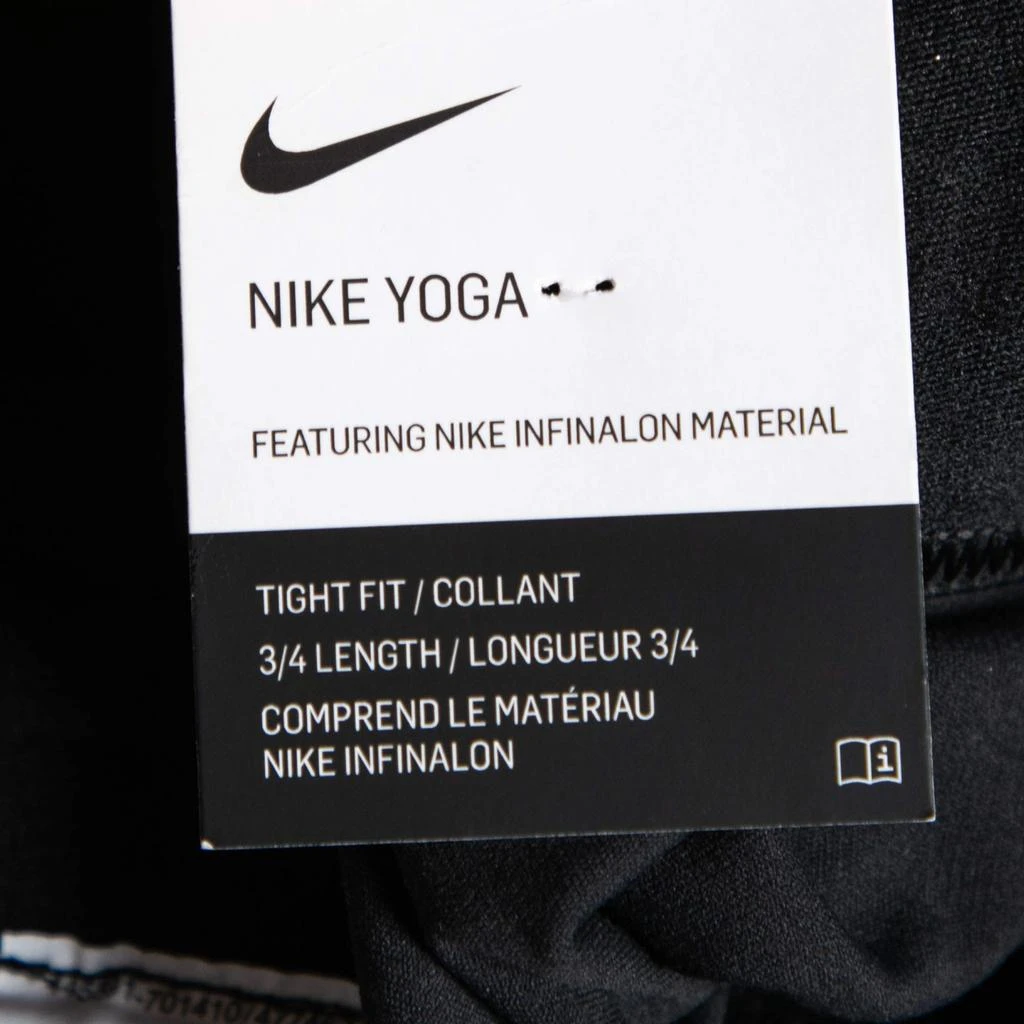 NIKE YOGA
FEATURING NIKE INFINALON MATERIAL
TIGHT FIT / COLLANT
3/4 LENGTH / LONGUEUR 3/4
COMPREND LE MATÉRIAU
NIKE INFINALON
i